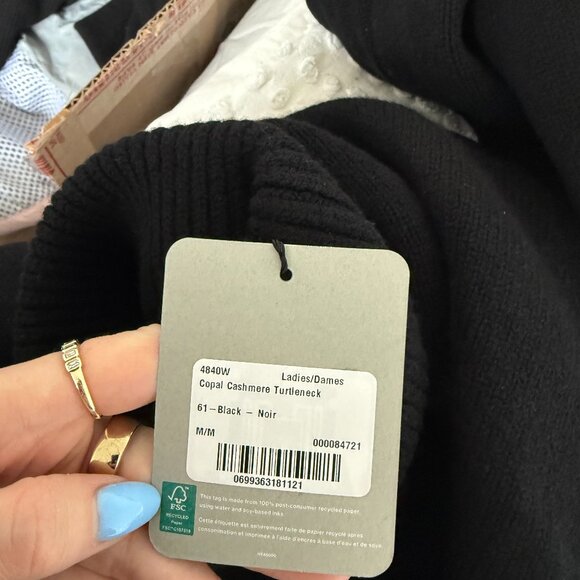 4840W Ladies/Dames
Copal Cashmere Turtleneck
61-Black - Noir
M/M
000084721
0699363181121
FSC
RECYCLED
Paper
This tag is made from 100% post-consumer recycled paper
using water and soy-based inks.
Cette étiquette est entièrement faite de papier recyclé après
consommation et imprimée à l'aide d'encres à base d'eau et de soye.